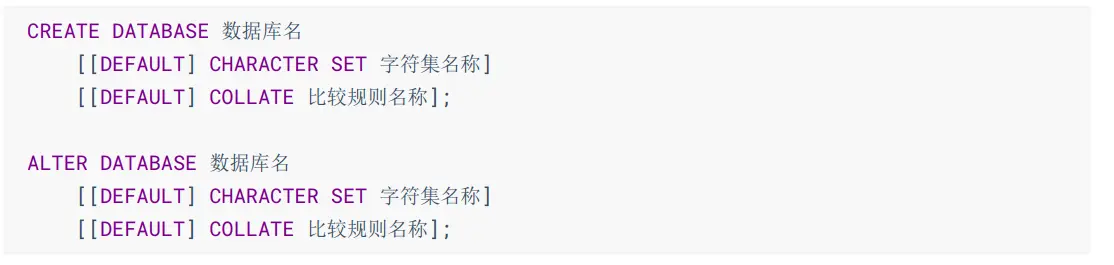 CREATE DATABASE 数据库名
[[DEFAULT] CHARACTER SET 字符集名称]
[[DEFAULT] COLLATE 比较规则名称];
ALTER DATABASE 数据库名
[[DEFAULT] CHARACTER SET 字符集名称]
[[DEFAULT] COLLATE 比较规则名称];